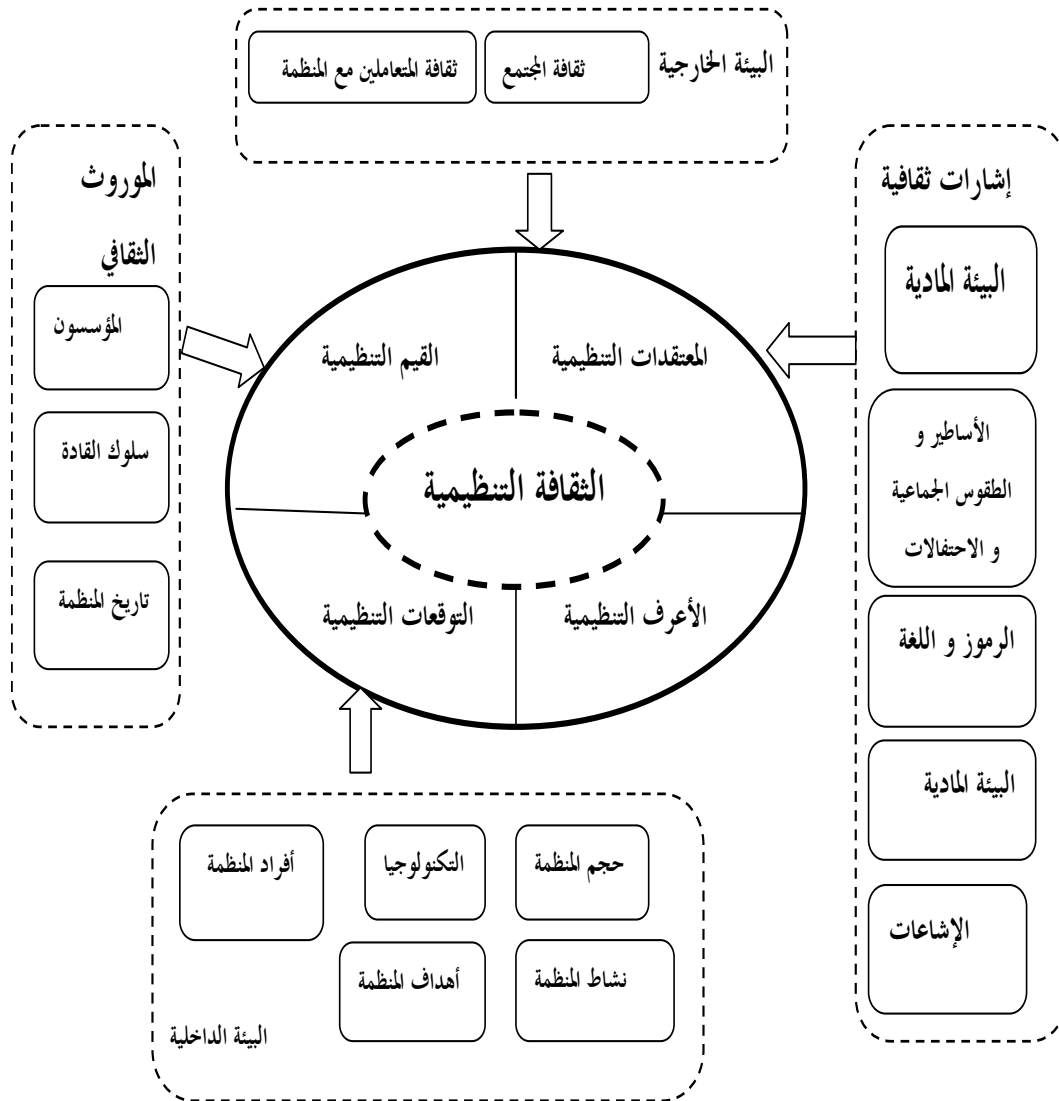 البيئة الخارجية
ثقافة المجتمع
ثقافة المتعاملين مع المنظمة
إشارات ثقافية
البيئة المادية
الأساطير و
الطقوس الجماعية
و الاحتفالات
الرموز و اللغة
البيئة المادية
الإشاعات
المعتقدات التنظيمية
القيم التنظيمية
الثقافة التنظيمية
الأعرف التنظيمية
التوقعات التنظيمية
الموروث
الثقافي
المؤسسون
سلوك القادة
تاريخ المنظمة
حجم المنظمة
التكنولوجيا
أفراد المنظمة
نشاط المنظمة
أهداف المنظمة
البيئة الداخلية